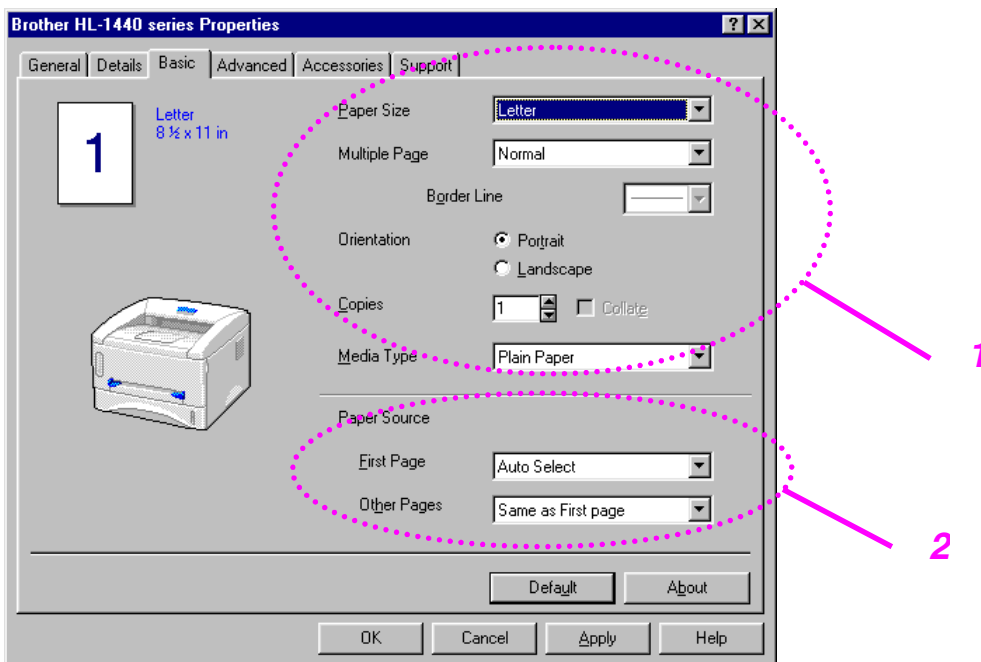 Brother HL-1440 series Properties
General Details Basic Advanced Accessories Support
1
Letter
8 ½ x 11 in
Paper Size Letter
Multiple Page Normal
Border Line
Orientation Portrait
Landscape
Copies 1 Collate
Media Type Plain Paper
1
Paper Source
First Page Auto Select
Other Pages Same as First page
2
Default About
OK Cancel Apply Help